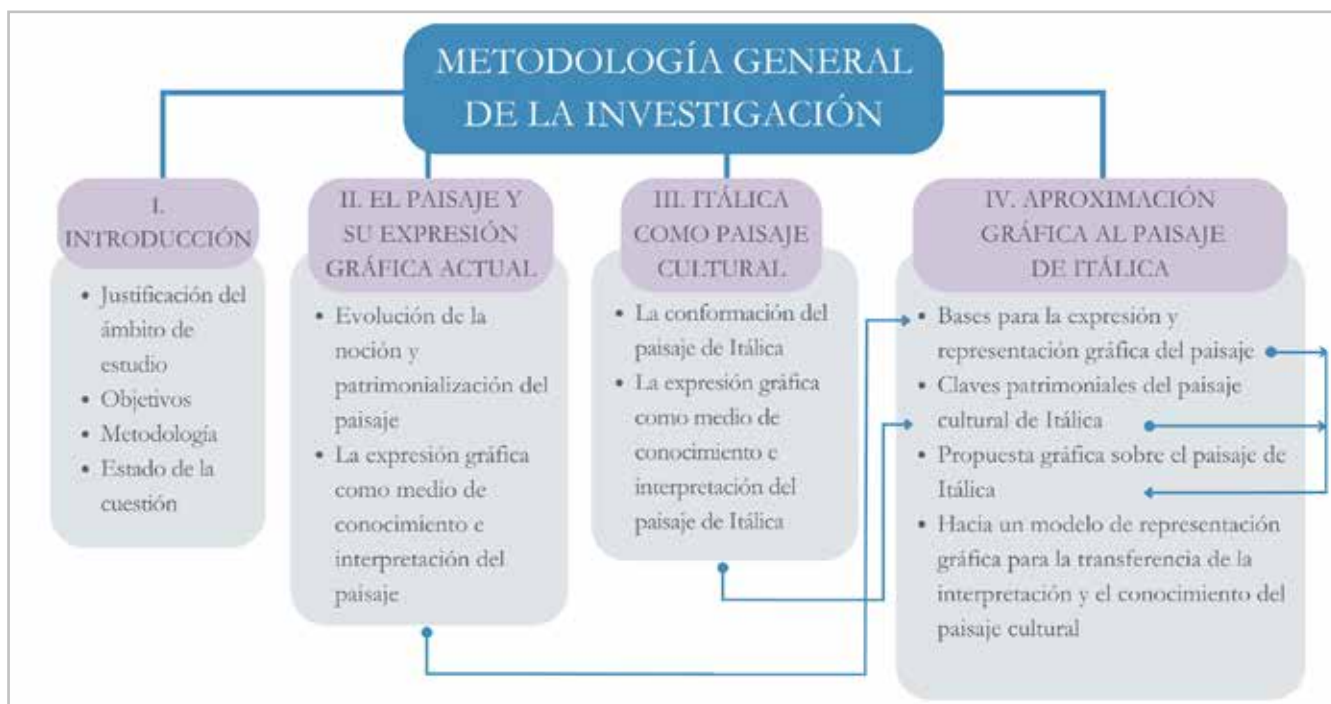 METODOLOGÍA GENERAL
DE LA INVESTIGACIÓN
I.
INTRODUCCIÓN
• Justificación del
ámbito de
estudio
• Objetivos
• Metodología
• Estado de la
cuestión
II. EL PAISAJE Y
SU EXPRESIÓN
GRÁFICA ACTUAL
• Evolución de la
noción y
patrimonialización del
paisaje
• La expresión gráfica
como medio de
conocimiento e
interpretación del
paisaje
III. ITÁLICA
COMO PAISAJE
CULTURAL
• La conformación del
paisaje de Itálica
• La expresión gráfica
como medio de
conocimiento e
interpretación del
paisaje de Itálica
IV. APROXIMACIÓN
GRÁFICA AL PAISAJE
DE ITÁLICA
• Bases para la expresión y
representación gráfica del paisaje
• Claves patrimoniales del paisaje
cultural de Itálica
• Propuesta gráfica sobre el paisaje de
Itálica
• Hacia un modelo de representación
gráfica para la transferencia de la
interpretación y el conocimiento del
paisaje cultural